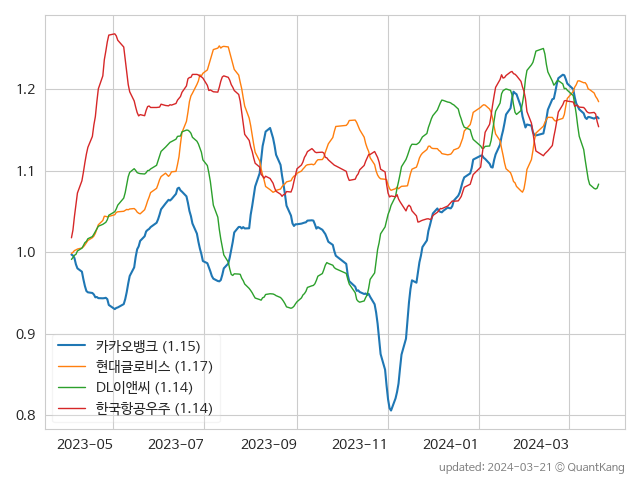 1.2
1.1
1.0
0.9
0.8
카카오뱅크 (1.15)
현대글로비스 (1.17)
DL이앤씨 (1.14)
한국항공우주 (1.14)
2023-05 2023-07 2023-09 2023-11 2024-01 2024-03
updated: 2024-03-21 © QuantKang